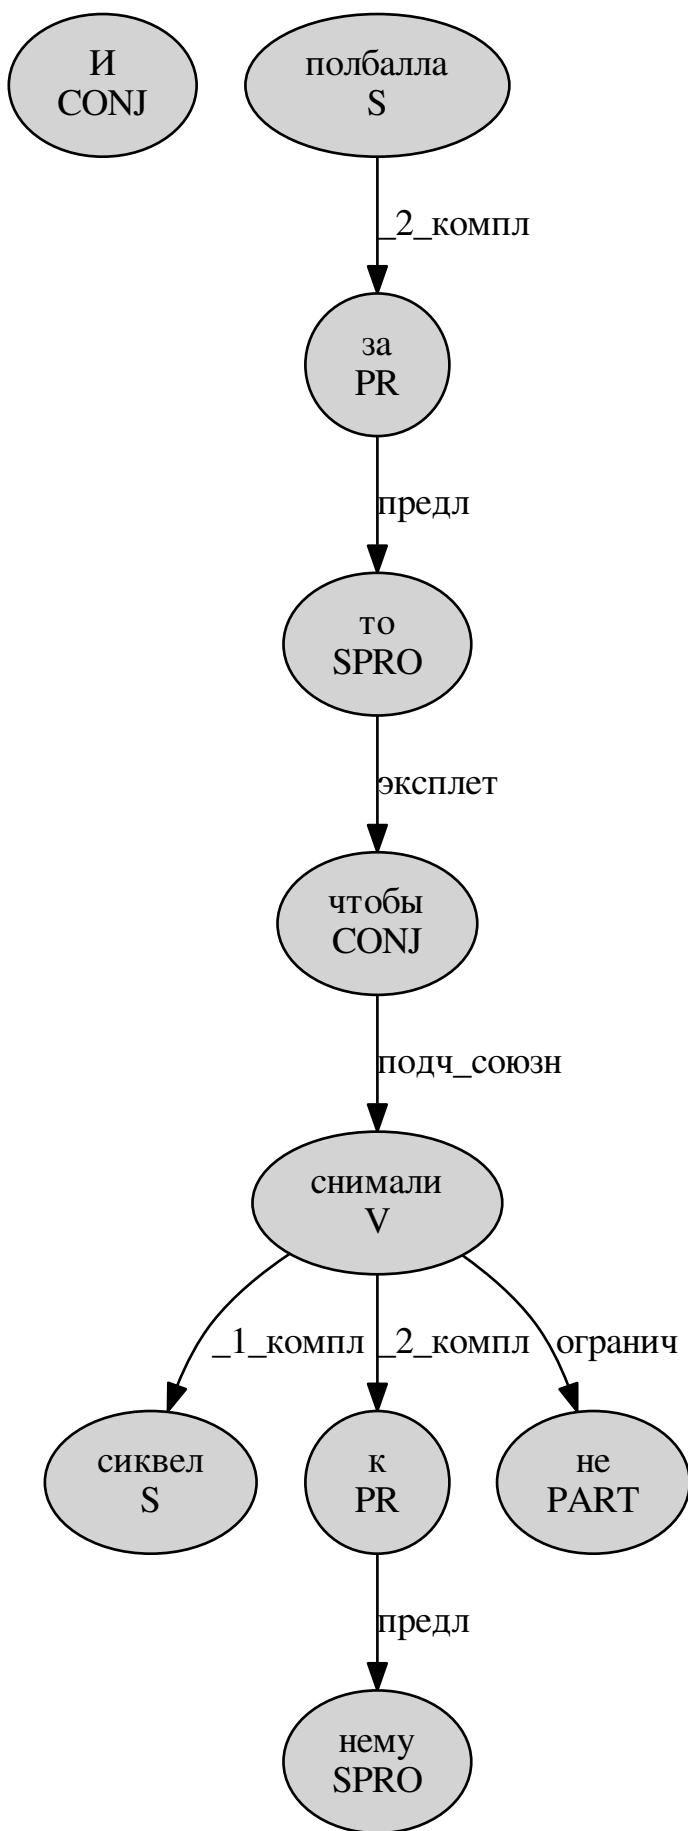 И
CONJ
полбалла
S
_2_компл
за
PR
предл
то
SPRO
эксплет
чтобы
CONJ
подч_союзн
снимали
V
_1_компл
_2_компл
огранич
сиквел
S
к
PR
не
PART
предл
нему
SPRO